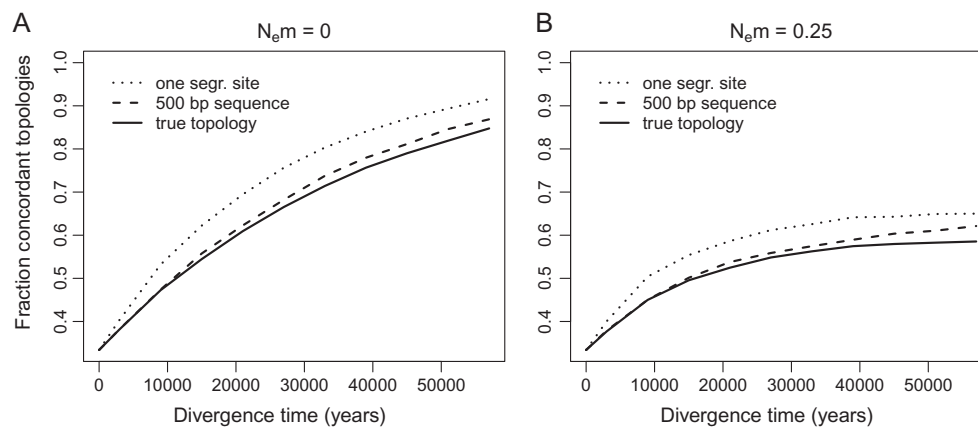 A
Nₑm = 0
one segr. site
500 bp sequence
true topology
Fraction concordant topologies
1.0
0.9
0.8
0.7
0.6
0.5
0.4
0 10000 20000 30000 40000 50000
Divergence time (years)
B
Nₑm = 0.25
one segr. site
500 bp sequence
true topology
1.0
0.9
0.8
0.7
0.6
0.5
0.4
0 10000 20000 30000 40000 50000
Divergence time (years)